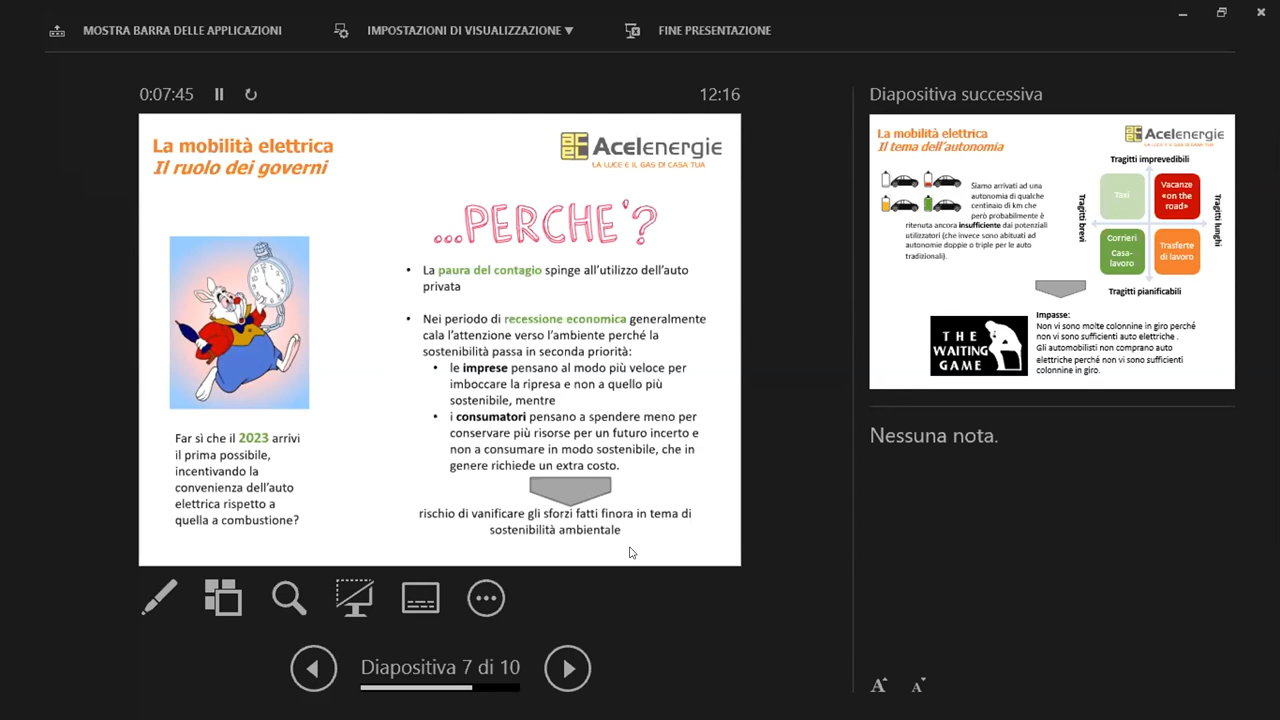 MOSTRA BARRA DELLE APPLICAZIONI
IMPOSTAZIONI DI VISUALIZZAZIONE ▼
FINE PRESENTAZIONE
0:07:45
12:16
La mobilità elettrica
Il ruolo dei governi
acel
Acelenergie
LA LUCE E IL GAS DI CASA TUA
...PERCHE'?
Far sì che il 2023 arrivi
il prima possibile,
incentivando la
convenienza dell'auto
elettrica rispetto a
quella a combustione?
• La paura del contagio spinge all'utilizzo dell'auto
privata
• Nei periodo di recessione economica generalmente
cala l'attenzione verso l'ambiente perché la
sostenibilità passa in seconda priorità:
• le imprese pensano al modo più veloce per
imboccare la ripresa e non a quello più
sostenibile, mentre
• i consumatori pensano a spendere meno per
conservare più risorse per un futuro incerto e
non a consumare in modo sostenibile, che in
genere richiede un extra costo.
rischio di vanificare gli sforzi fatti finora in tema di
sostenibilità ambientale
Diapositiva 7 di 10
Diapositiva successiva
La mobilità elettrica
Il tema dell'autonomia
acel
Acelenergie
LA LUCE E IL GAS DI CASA TUA
Siamo arrivati ad una
autonomia di qualche
centinaio di km che
però probabilmente è
ritenuta ancora insufficiente dai potenziali
utilizzatori (che invece sono abituati ad
autonomie doppie o triple per le auto
tradizionali).
Tragitti imprevedibili
Tragitti brevi
Taxi
Vacanze
«on the
road»
Corrieri
Casa-
lavoro
Trasferte
di lavoro
Tragitti lunghi
Tragitti pianificabili
THE
WAITING
GAME
Impasse:
Non vi sono molte colonnine in giro perché
non vi sono sufficienti auto elettriche .
Gli automobilisti non comprano auto
elettriche perché non vi sono sufficienti
colonnine in giro.
Nessuna nota.
A A